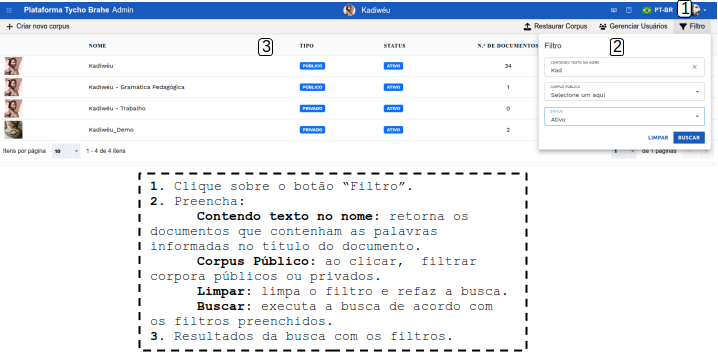 Plataforma Tycho Brahe Admin
Kadiwéu
PT-BR
1
+ Criar novo corpus
Restaurar Corpus
Gerenciar Usuários
Filtro
NOME
3
TIPO
STATUS
N.º DE DOCUMENTOS
Kadiwéu
PÚBLICO
ATIVO
34
Kadiwéu - Gramática Pedagógica
PÚBLICO
ATIVO
1
Kadiwéu - Trabalho
PRIVADO
ATIVO
0
Kadiwéu_Demo
PRIVADO
ATIVO
2
Filtro
2
CONTENDO TEXTO NO NOME
Kad
CORPUS PÚBLICO
Selecione um aqui
STATUS
Ativo
LIMPAR
BUSCAR
Itens por página
10
1 - 4 de 4 itens
1
de 1 páginas
1. Clique sobre o botão “Filtro”.
2. Preencha:
Contendo texto no nome: retorna os
documentos que contenham as palavras
informadas no título do documento.
Corpus Público: ao clicar, filtrar
corpora públicos ou privados.
Limpar: limpa o filtro e refaz a busca.
Buscar: executa a busca de acordo com
os filtros preenchidos.
3. Resultados da busca com os filtros.